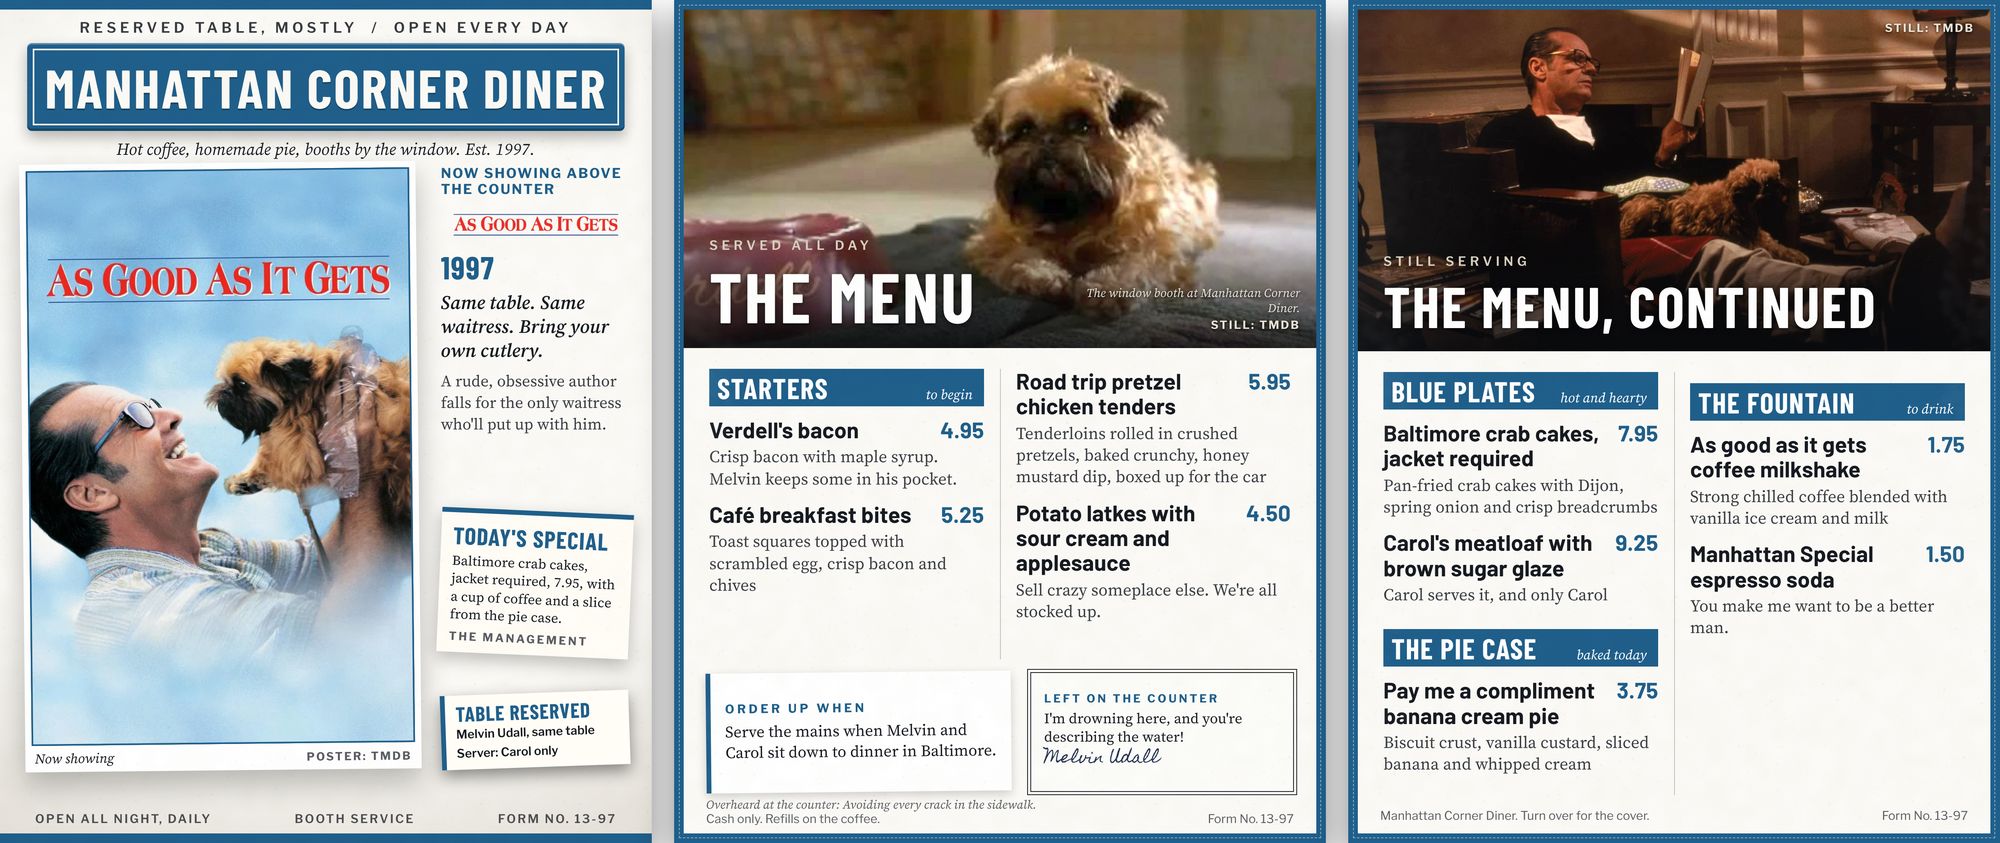 RESERVED TABLE, MOSTLY / OPEN EVERY DAY
MANHATTAN CORNER DINER
Hot coffee, homemade pie, booths by the window. Est. 1997.
AS GOOD AS IT GETS
Now showing
POSTER: TMDB
NOW SHOWING ABOVE
THE COUNTER
AS GOOD AS IT GETS
1997
Same table. Same
waitress. Bring your
own cutlery.
A rude, obsessive author
falls for the only waitress
who'll put up with him.
TODAY'S SPECIAL
Baltimore crab cakes,
jacket required, 7.95, with
a cup of coffee and a slice
from the pie case.
THE MANAGEMENT
TABLE RESERVED
Melvin Udall, same table
Server: Carol only
OPEN ALL NIGHT, DAILY
BOOTH SERVICE
FORM NO. 13-97
SERVED ALL DAY
THE MENU
The window booth at Manhattan Corner
Diner.
STILL: TMDB
STARTERS
to begin
Verdell's bacon 4.95
Crisp bacon with maple syrup.
Melvin keeps some in his pocket.
Café breakfast bites 5.25
Toast squares topped with
scrambled egg, crisp bacon and
chives
Road trip pretzel 5.95
chicken tenders
Tenderloins rolled in crushed
pretzels, baked crunchy, honey
mustard dip, boxed up for the car
Potato latkes with 4.50
sour cream and
applesauce
Sell crazy someplace else. We're all
stocked up.
ORDER UP WHEN
Serve the mains when Melvin and
Carol sit down to dinner in Baltimore.
LEFT ON THE COUNTER
I'm drowning here, and you're
describing the water!
Melvin Udall
Overheard at the counter: Avoiding every crack in the sidewalk.
Cash only. Refills on the coffee.
Form No. 13-97
STILL: TMDB
STILL SERVING
THE MENU, CONTINUED
BLUE PLATES
hot and hearty
Baltimore crab cakes, 7.95
jacket required
Pan-fried crab cakes with Dijon,
spring onion and crisp breadcrumbs
Carol's meatloaf with 9.25
brown sugar glaze
Carol serves it, and only Carol
THE PIE CASE
baked today
Pay me a compliment 3.75
banana cream pie
Biscuit crust, vanilla custard, sliced
banana and whipped cream
THE FOUNTAIN
to drink
As good as it gets 1.75
coffee milkshake
Strong chilled coffee blended with
vanilla ice cream and milk
Manhattan Special 1.50
espresso soda
You make me want to be a better
man.
Manhattan Corner Diner. Turn over for the cover.
Form No. 13-97